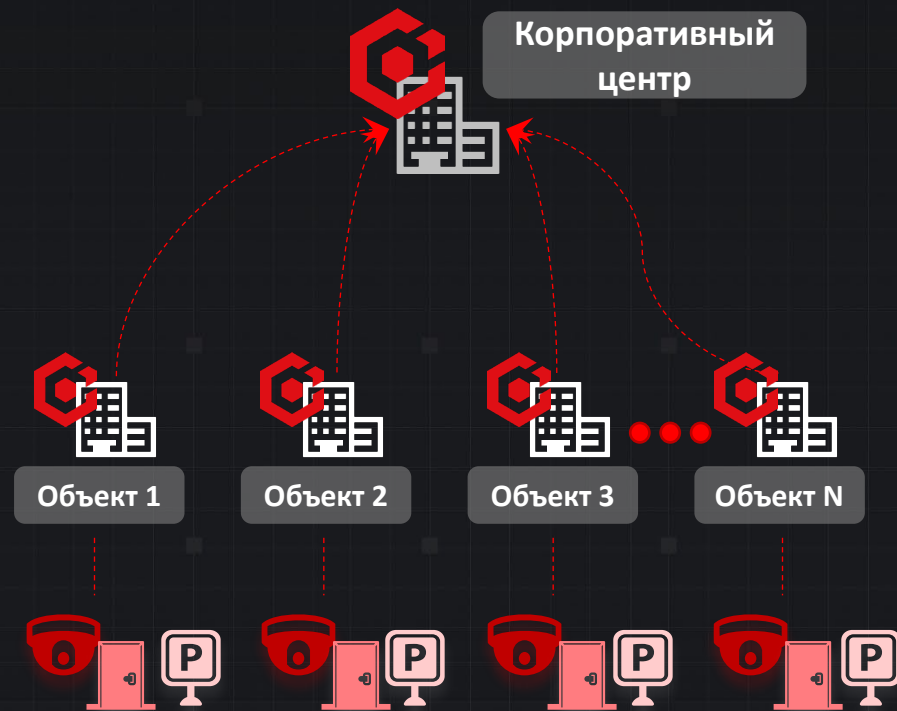 Корпоративный
центр
Объект 1
Объект 2
Объект 3
Объект N
P
P
P
P